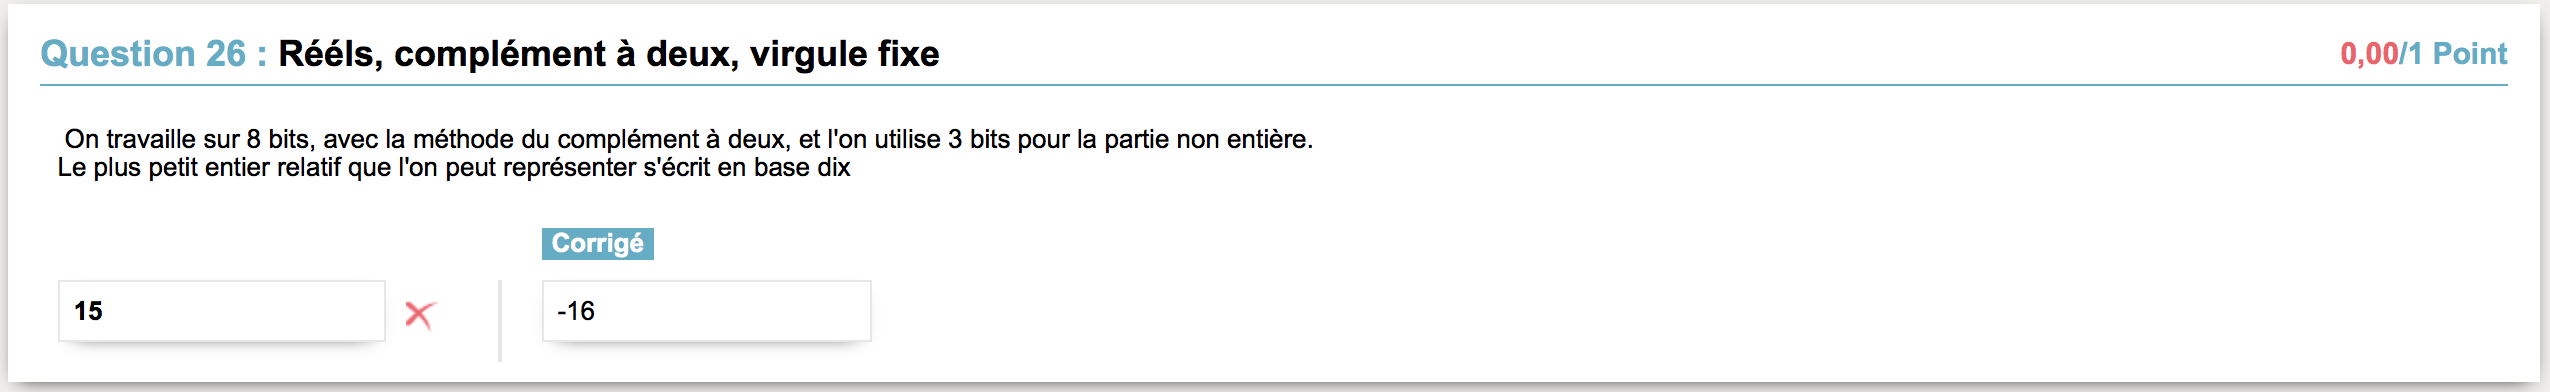 Question 26 : Rééls, complément à deux, virgule fixe
0,00/1 Point
On travaille sur 8 bits, avec la méthode du complément à deux, et l'on utilise 3 bits pour la partie non entière.
Le plus petit entier relatif que l'on peut représenter s'écrit en base dix
Corrigé
15
-16